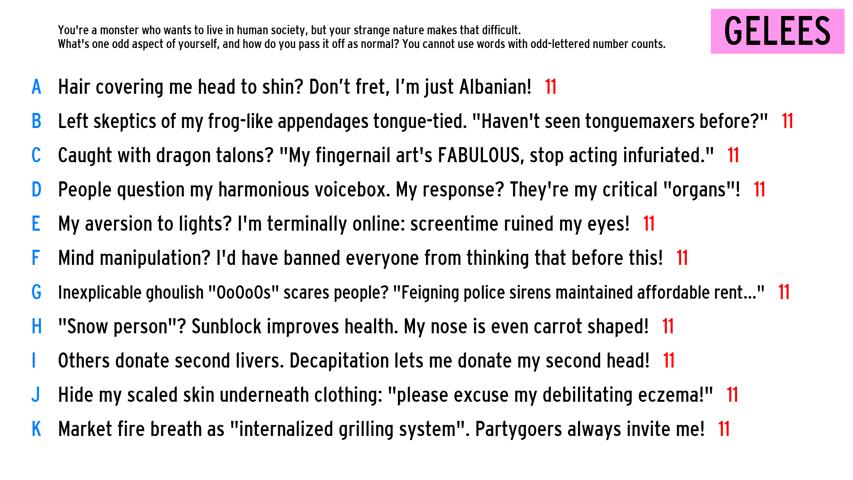 You're a monster who wants to live in human society, but your strange nature makes that difficult.
What's one odd aspect of yourself, and how do you pass it off as normal? You cannot use words with odd-lettered number counts.
GELEES
A Hair covering me head to shin? Don't fret, I'm just Albanian! 11
B Left skeptics of my frog-like appendages tongue-tied. "Haven't seen tonguemaxers before?" 11
C Caught with dragon talons? "My fingernail art's FABULOUS, stop acting infuriated." 11
D People question my harmonious voicebox. My response? They're my critical "organs"! 11
E My aversion to lights? I'm terminally online: screentime ruined my eyes! 11
F Mind manipulation? I'd have banned everyone from thinking that before this! 11
G Inexplicable ghoulish "OoOoOs" scares people? "Feigning police sirens maintained affordable rent..." 11
H "Snow person"? Sunblock improves health. My nose is even carrot shaped! 11
I Others donate second livers. Decapitation lets me donate my second head! 11
J Hide my scaled skin underneath clothing: "please excuse my debilitating eczema!" 11
K Market fire breath as "internalized grilling system". Partygoers always invite me! 11